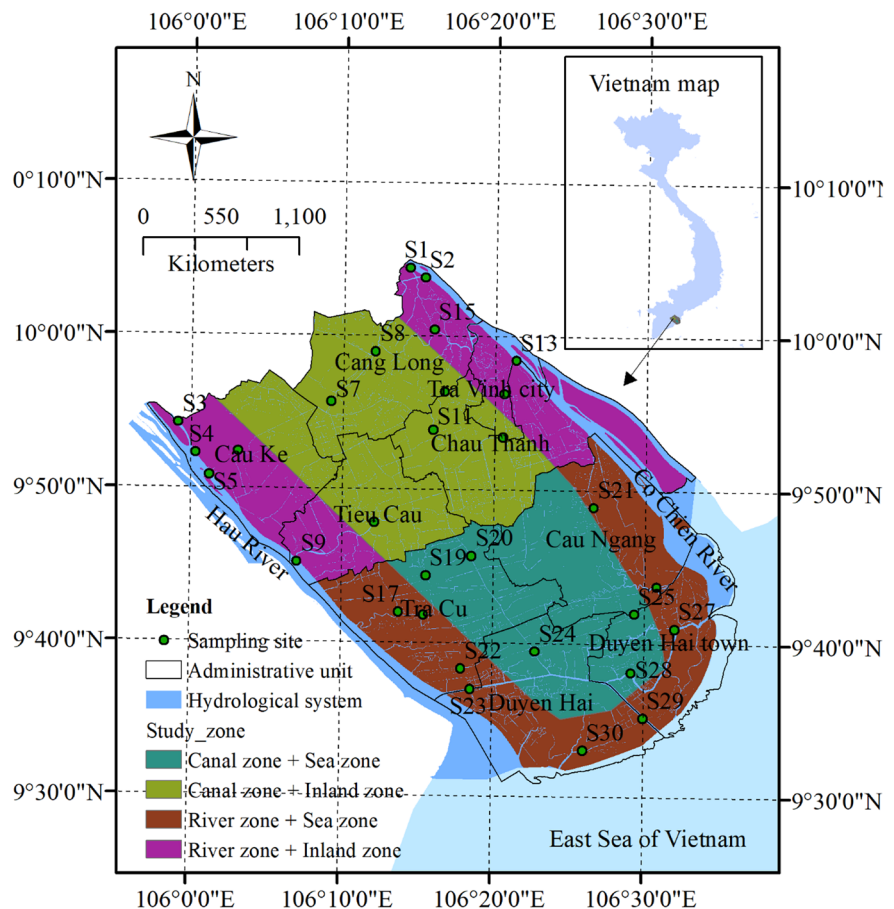 106°0'0"E 106°10'0"E 106°20'0"E 106°30'0"E
N
Vietnam map
0°10'0"N
10°10'0"N
0 550 1,100
Kilometers
S1
S2
S15
S13
S8
10°00'0"N
10°0'0"N
Cang Long
S7
Tra Vinh city
S3
S11
Chau Thanh
S4
Cau Ke
S5
9°50'0"N
9°50'0"N
S21
Co Chien River
Tieu Cau
Hau River
S9
S20
Cau Ngang
S19
S17
Tra Cu
S25
S27
9°40'0"N
9°40'0"N
S24
Duyen Hai town
S22
S28
S23
Duyen Hai
S29
S30
9°30'0"N
9°30'0"N
East Sea of Vietnam
Legend
Sampling site
Administrative unit
Hydrological system
Study_zone
Canal zone + Sea zone
Canal zone + Inland zone
River zone + Sea zone
River zone + Inland zone
106°0'0"E 106°10'0"E 106°20'0"E 106°30'0"E